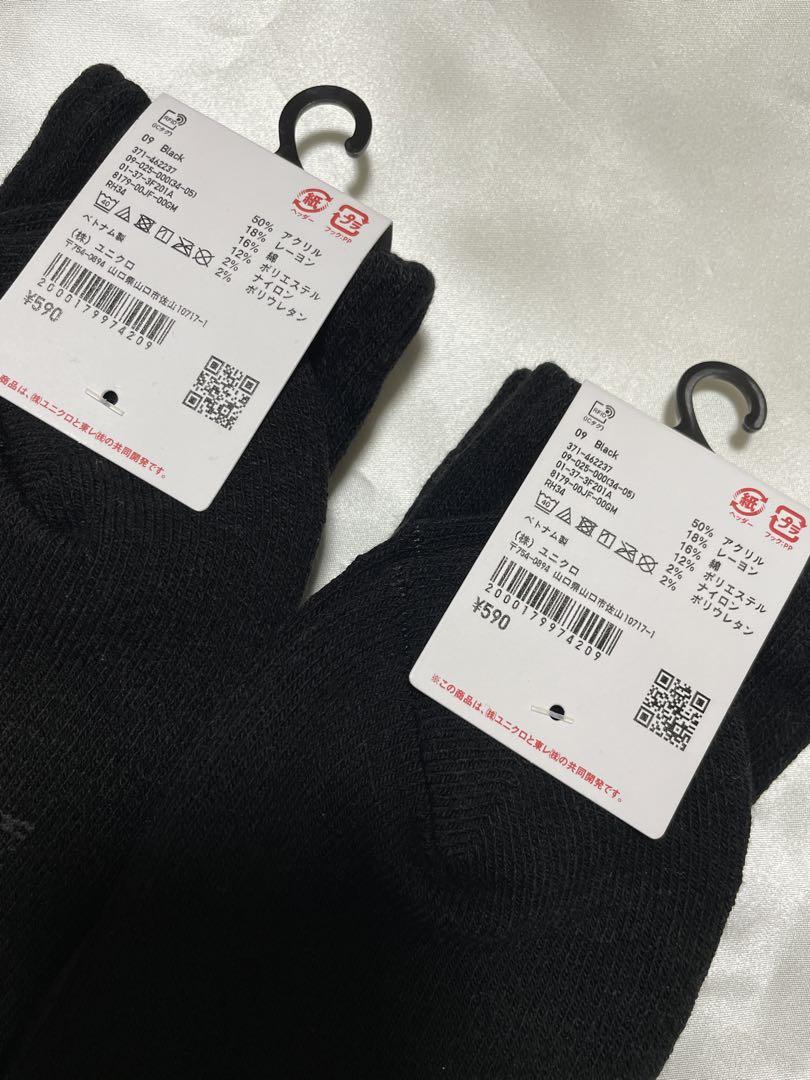 RFID
(ICタグ)
09 Black
371-462237
09-025-000(34-05)
01-37-3F201A
8179-00JF-00GM
RH34
40
ベトナム製
(株) ユニクロ
〒754-0894 山口県山口市佐山10717-1
2000179974209
¥590
紙
ヘッダー
プラ
フック:PP
50% アクリル
18% レーヨン
16% 綿
12% ポリエステル
2% ナイロン
2% ポリウレタン
商品は、㈱ユニクロと東レ㈱の共同開発です。
RFID
(ICタグ)
09 Black
371-462237
09-025-000(34-05)
01-37-3F201A
8179-00JF-00GM
RH34
40
ベトナム製
(株) ユニクロ
〒754-0894 山口県山口市佐山10717-1
2000179974209
¥590
紙
ヘッダー
プラ
フック:PP
50% アクリル
18% レーヨン
16% 綿
12% ポリエステル
2% ナイロン
2% ポリウレタン
※この商品は、㈱ユニクロと東レ㈱の共同開発です。